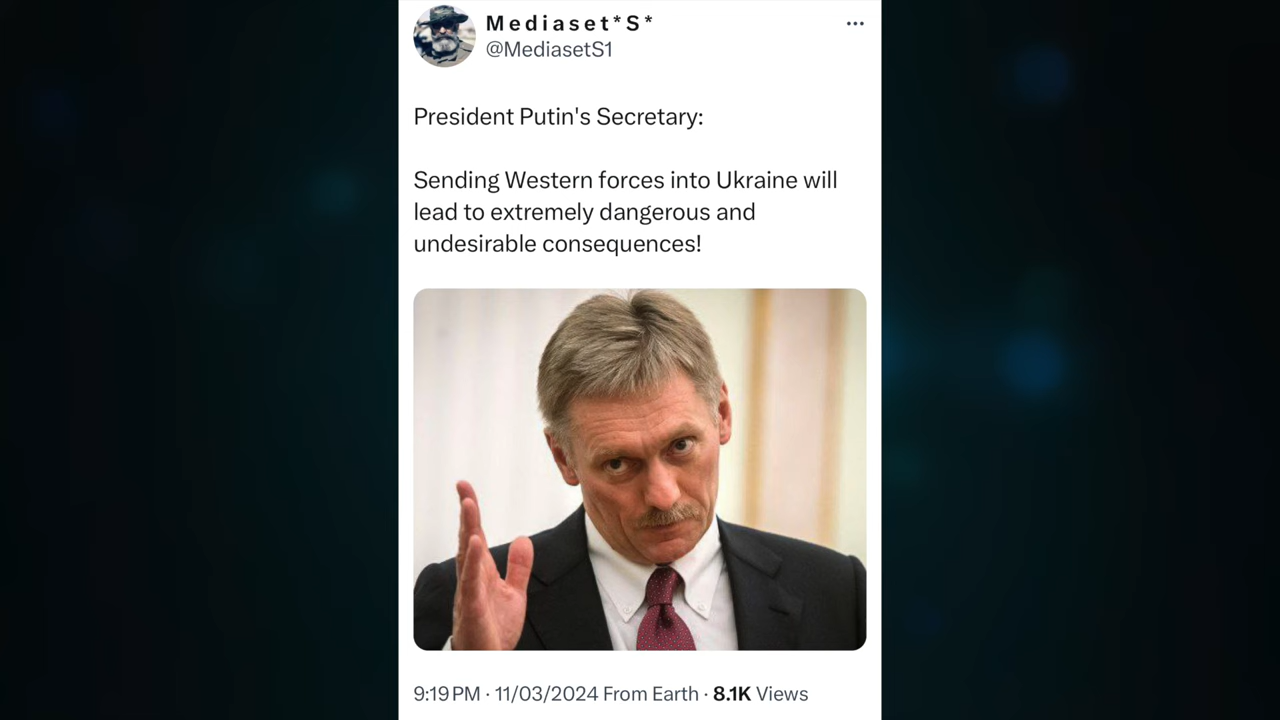 Mediaset*S*
@MediasetS1
President Putin's Secretary:
Sending Western forces into Ukraine will
lead to extremely dangerous and
undesirable consequences!
9:19 PM · 11/03/2024 From Earth · 8.1K Views